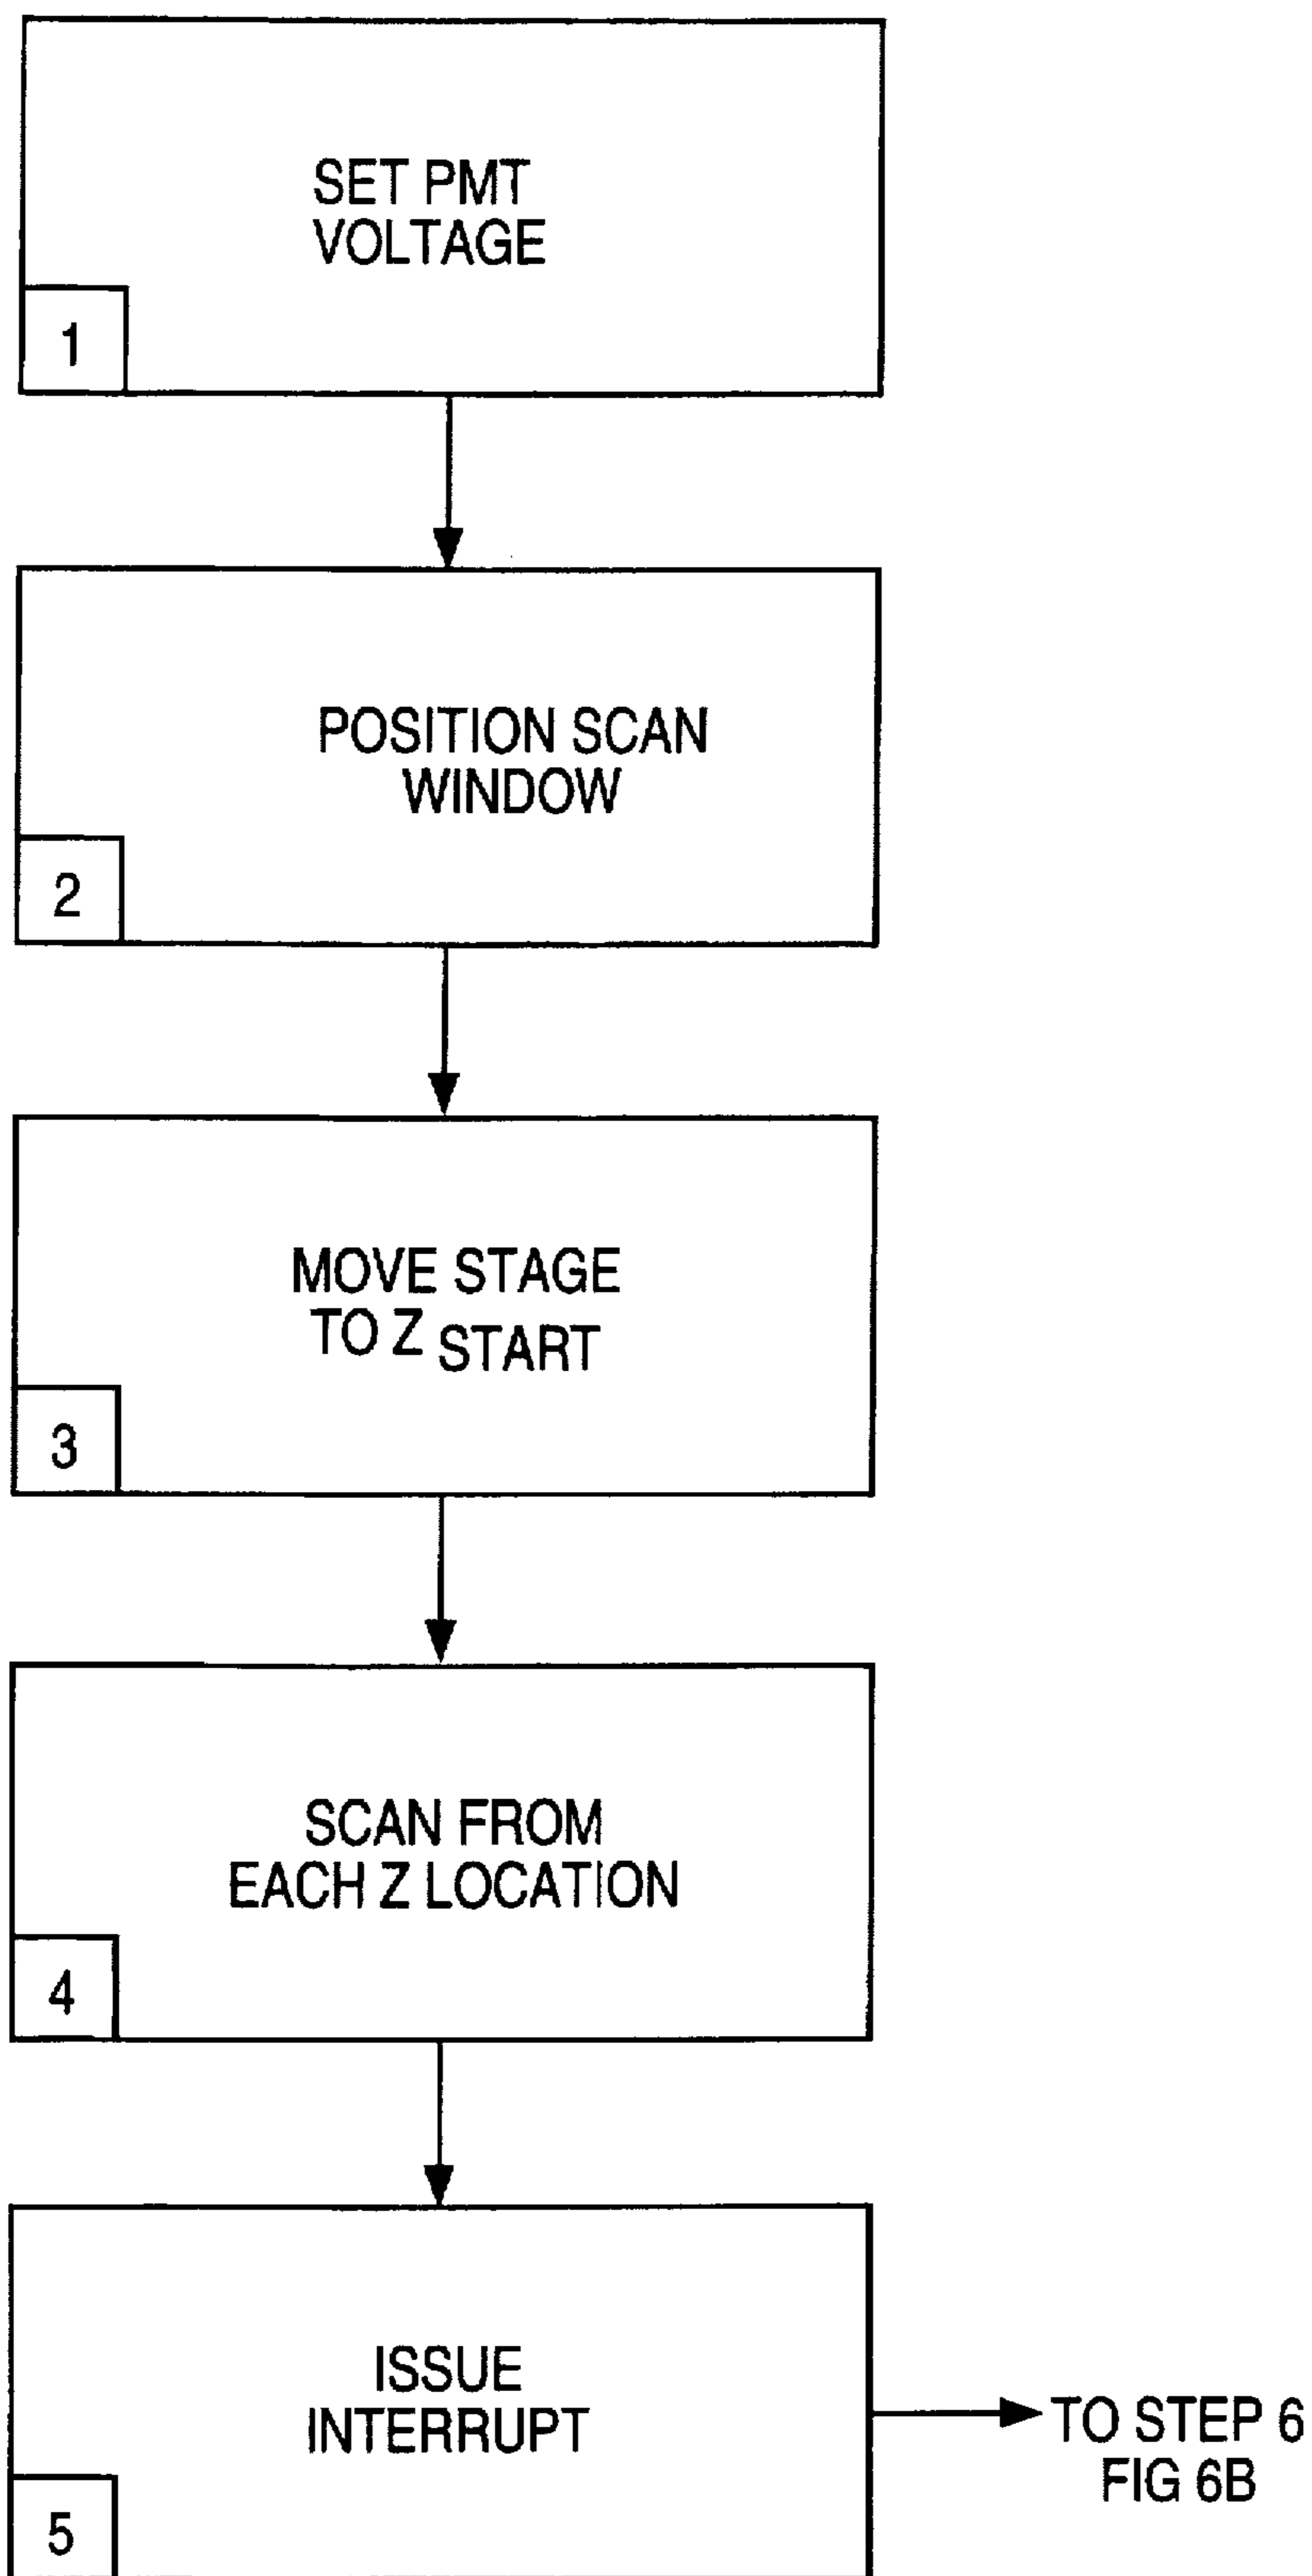 SET PMT
VOLTAGE
1
POSITION SCAN
WINDOW
2
MOVE STAGE
TO Z START
3
SCAN FROM
EACH Z LOCATION
4
ISSUE
INTERRUPT
5
TO STEP 6
FIG 6B